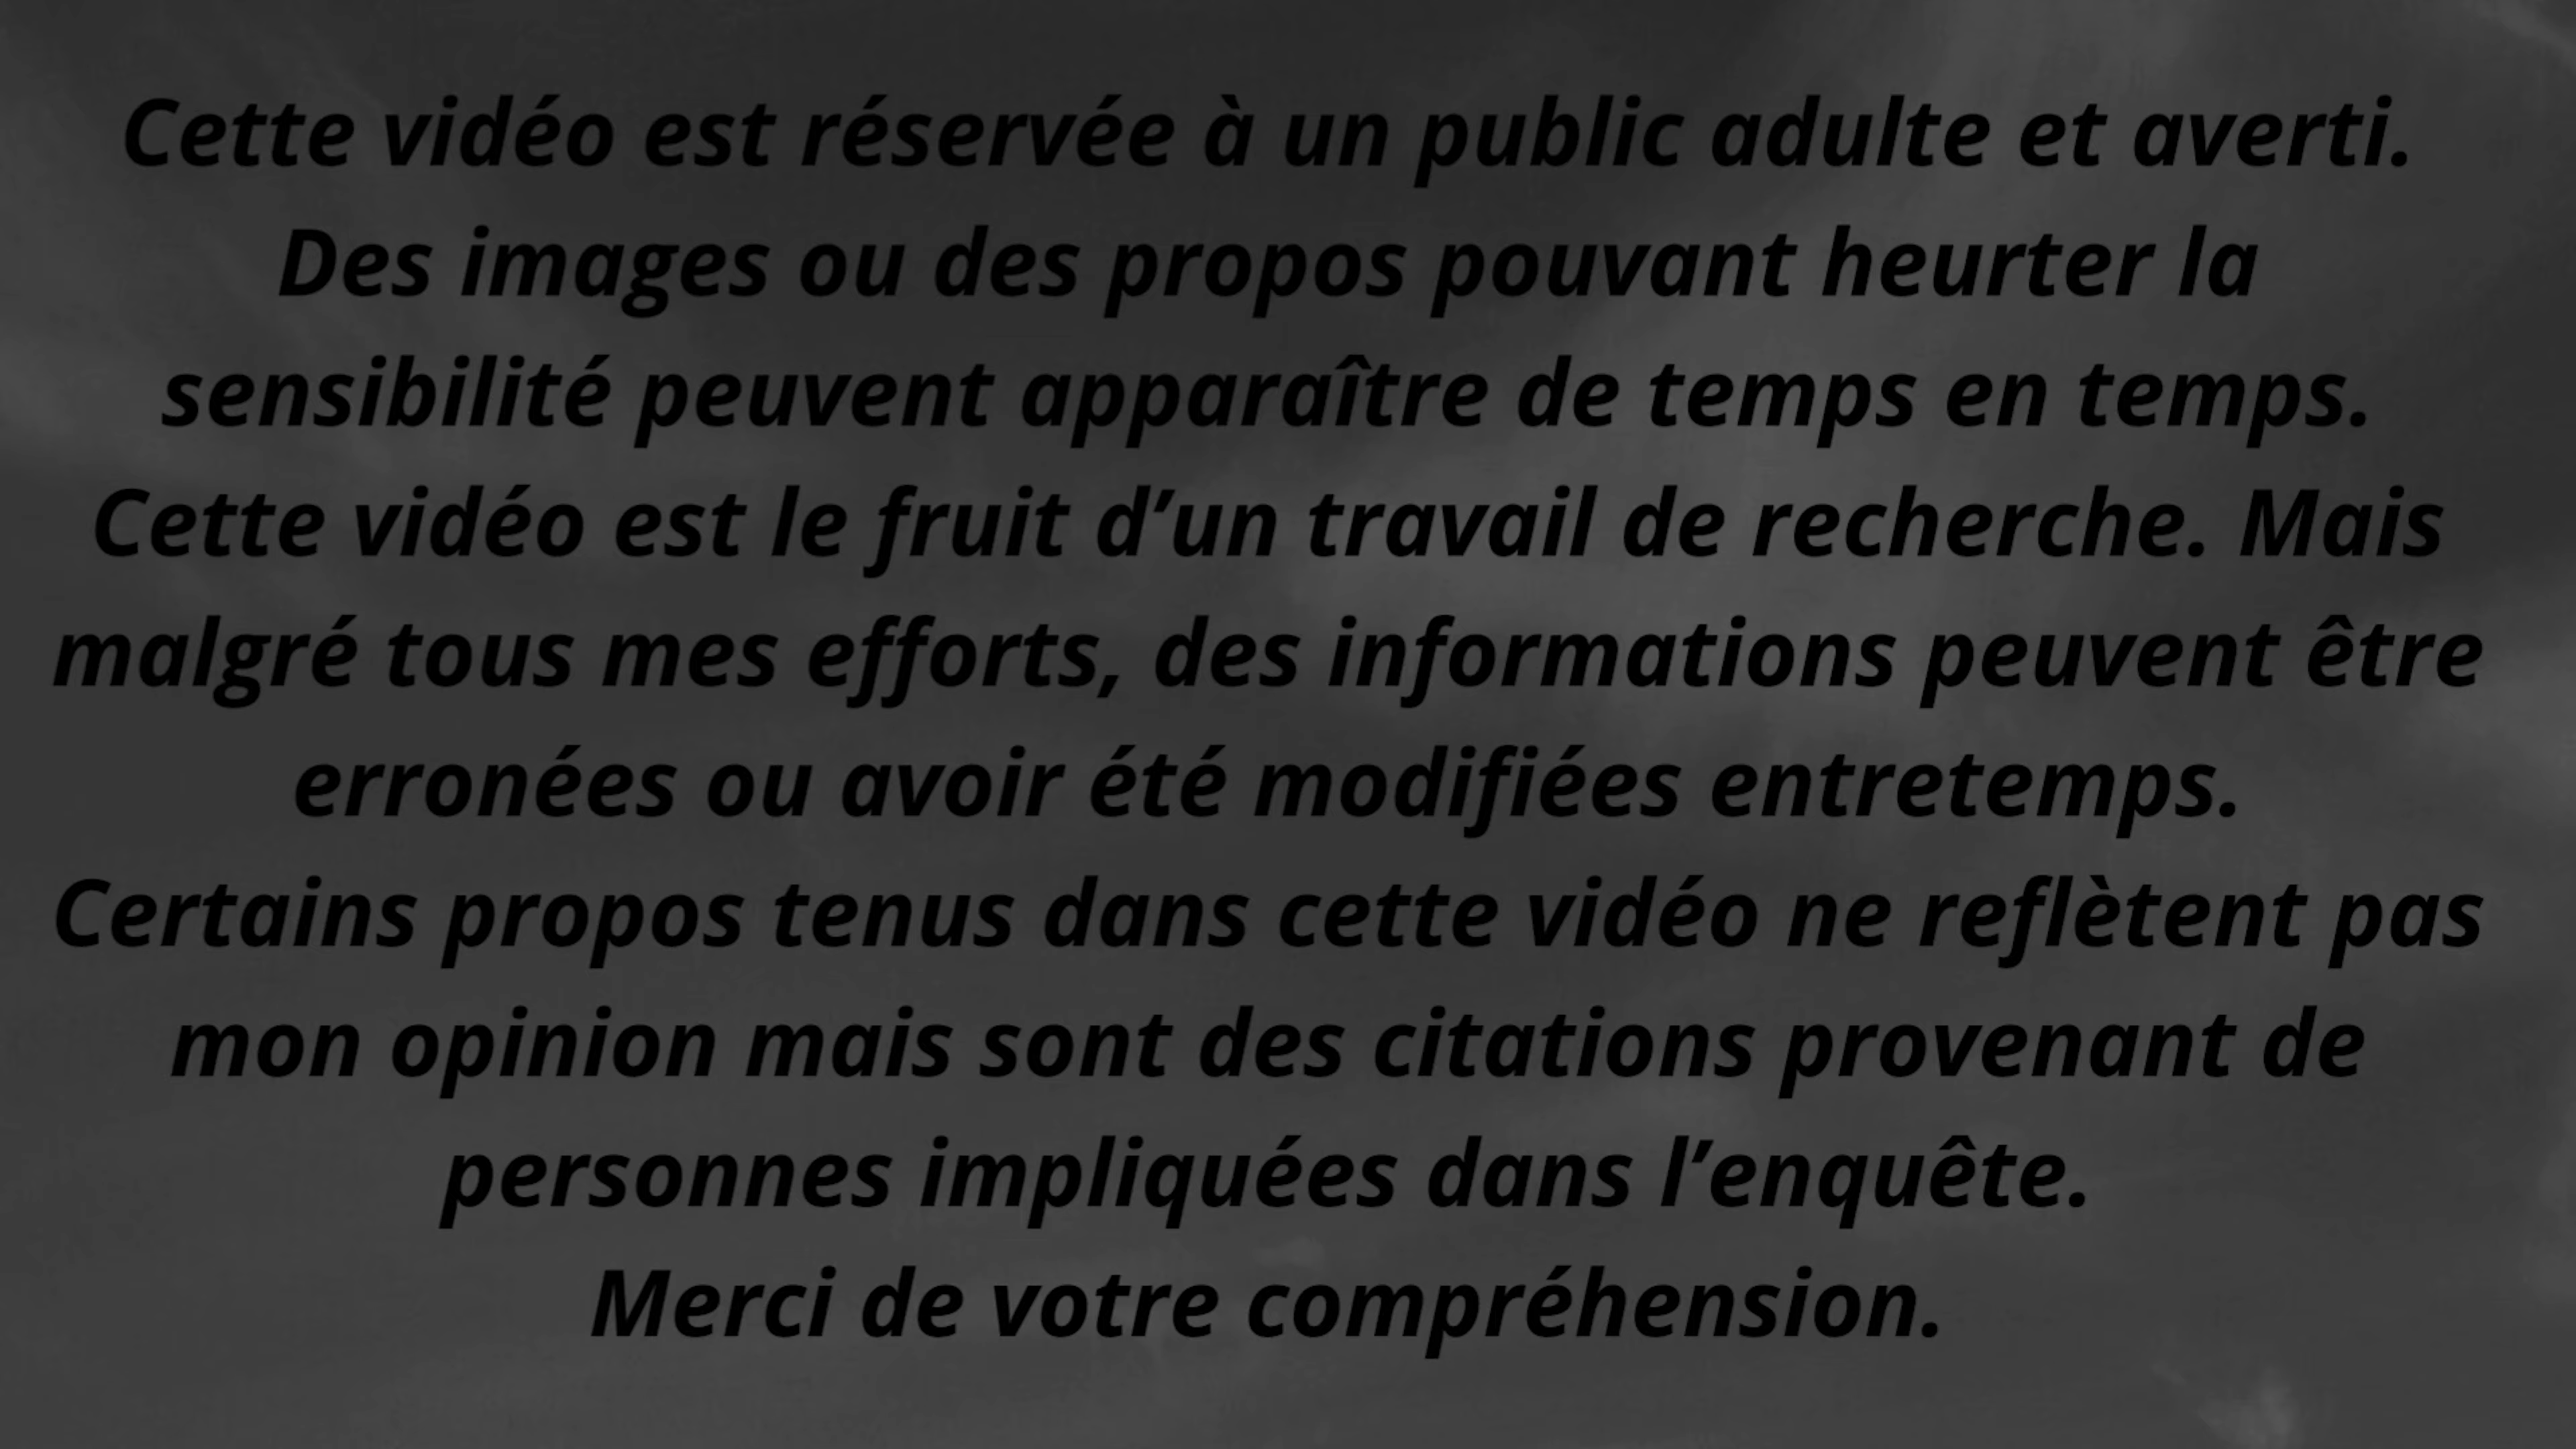 Cette vidéo est réservée à un public adulte et averti.
Des images ou des propos pouvant heurter la
sensibilité peuvent apparaître de temps en temps.
Cette vidéo est le fruit d’un travail de recherche. Mais
malgré tous mes efforts, des informations peuvent être
erronées ou avoir été modifiées entretemps.
Certains propos tenus dans cette vidéo ne reflètent pas
mon opinion mais sont des citations provenant de
personnes impliquées dans l’enquête.
Merci de votre compréhension.